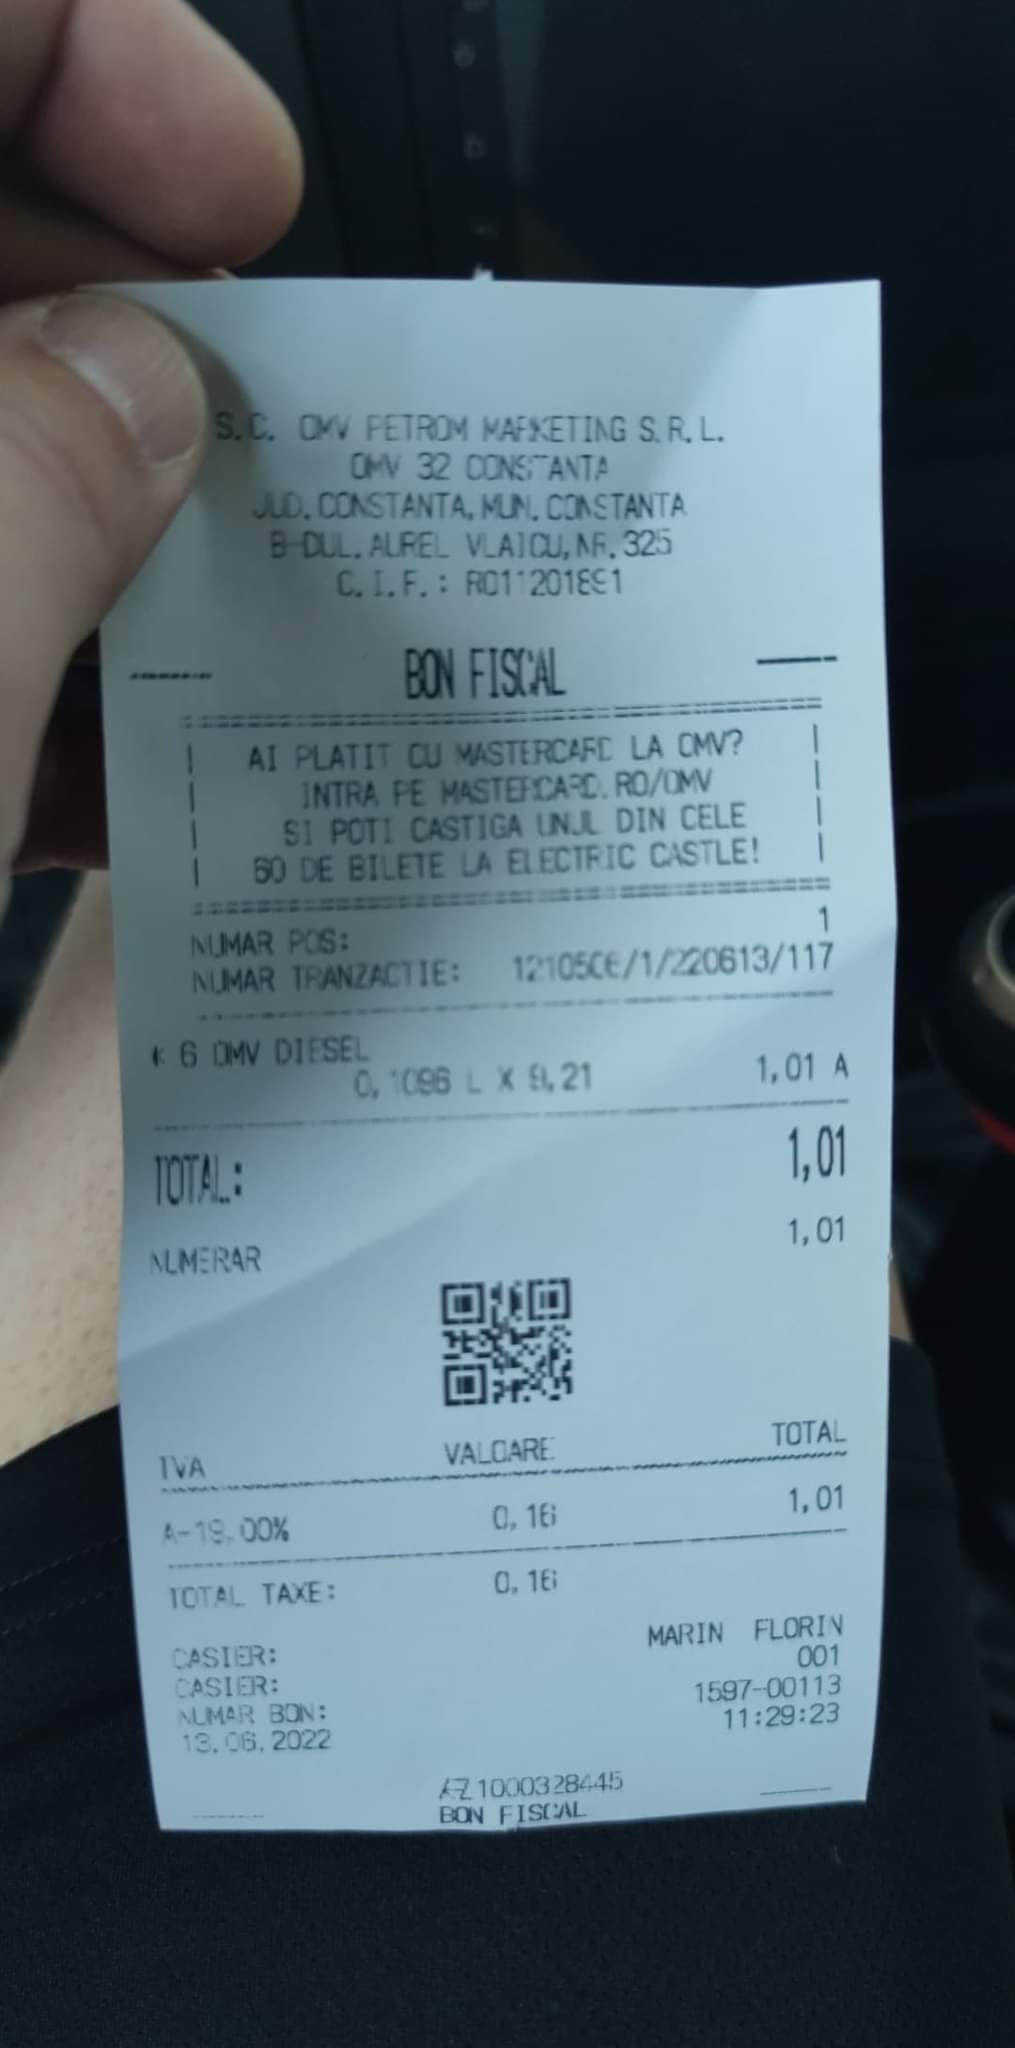 S.C. OMV PETROM MARKETING S.R.L.
OMV 32 CONSTANTA
JUD. CONSTANTA, MUN. CONSTANTA
B-DUL. AUREL VLAICU, NR. 325
C.I.F.: RO11201891
BON FISCAL
AI PLATIT CU MASTERCARD LA OMV?
INTRA PE MASTERCARD.RO/OMV
SI POTI CASTIGA UNUL DIN CELE
60 DE BILETE LA ELECTRIC CASTLE!
NUMAR POS: 1
NUMAR TRANZACTIE: 1210506/1/220613/117
* 6 OMV DIESEL
0,1096 L X 9,21 1,01 A
TOTAL: 1,01
NUMERAR 1,01
TVA VALOARE TOTAL
A-19,00% 0,16 1,01
TOTAL TAXE: 0,16
CASIER: MARIN FLORIN
CASIER: 001
NUMAR BON: 1597-00113
13.06.2022 11:29:23
AZ1000328445
BON FISCAL